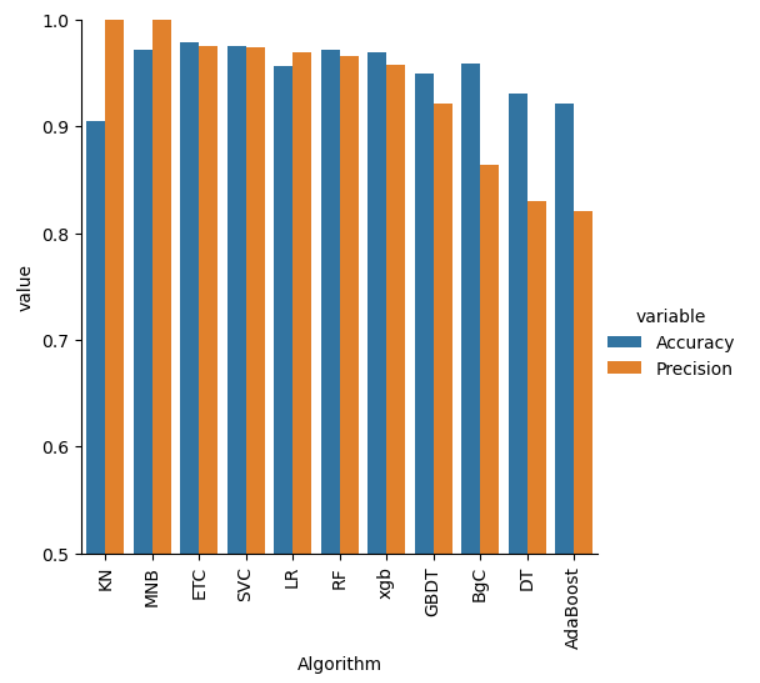 1.0
0.9
0.8
0.7
0.6
0.5
value
KN
MNB
ETC
SVC
LR
RF
xgb
GBDT
BgC
DT
AdaBoost
Algorithm
variable
Accuracy
Precision